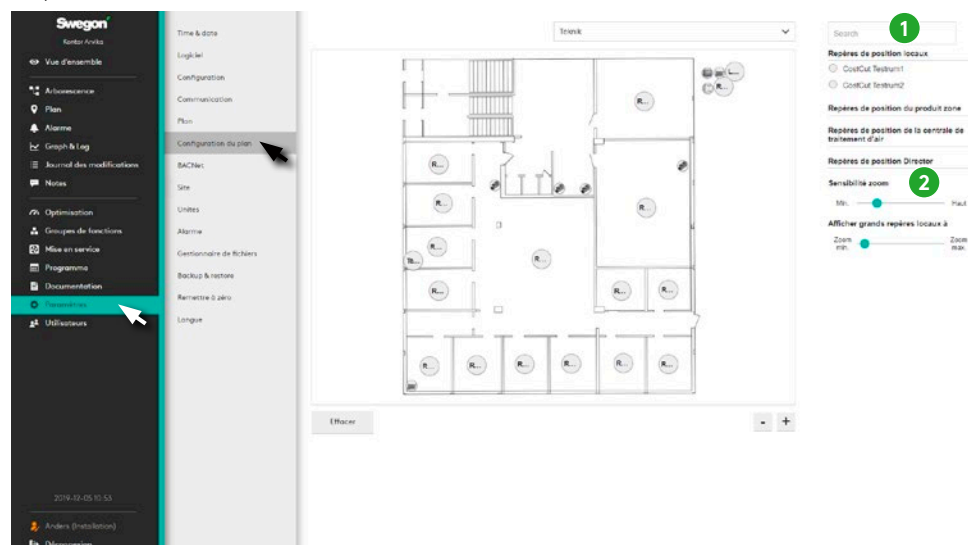 Swegon
Kontor Arvika
Vue d'ensemble
Arborescence
Plan
Alarme
Graph & Log
Journal des modifications
Notes
Optimisation
Groupes de fonctions
Mise en service
Programme
Documentation
Paramètres
Utilisateurs
2019-12-05 10:53
Anders (Installation)
Déconnexion
Time & date
Logiciel
Configuration
Communication
Plan
Configuration du plan
BACNet
Site
Unités
Alarme
Gestionnaire de fichiers
Backup & restore
Remettre à zéro
Langue
Teknik
L...
R...
R...
R...
R...
R...
R...
Te...
R...
R...
R...
R...
R...
R...
R...
R...
R...
R...
Effacer
- +
Search
1
Repères de position locaux
CostCut Testrum1
CostCut Testrum2
Repères de position du produit zone
Repères de position de la centrale de
traitement d'air
Repères de position Director
Sensibilité zoom
2
Min. Haut
Afficher grands repères locaux à
Zoom min. Zoom max.